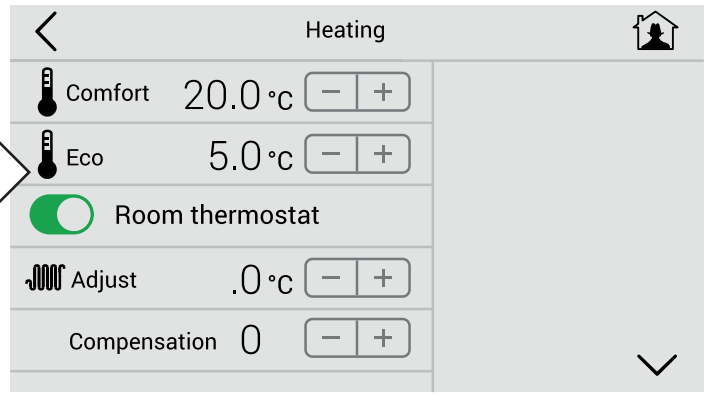 Heating
Comfort 20.0 °C − +
Eco 5.0 °C − +
Room thermostat
Adjust .0 °C − +
Compensation 0 − +